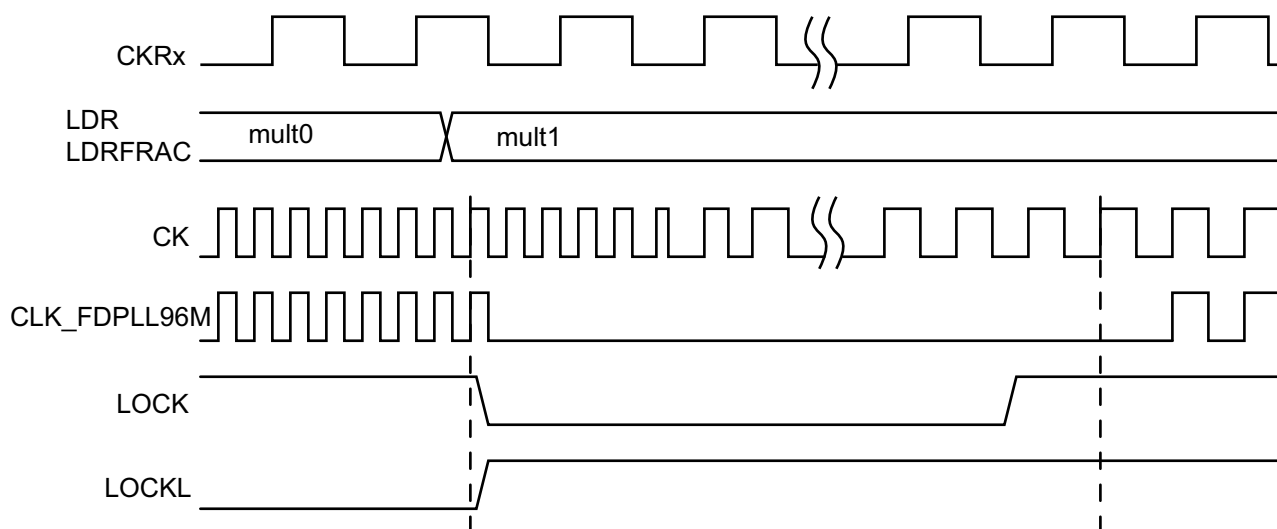 CKRx
LDR
LDRFRAC
mult0
mult1
CK
CLK_FDPLL96M
LOCK
LOCKL